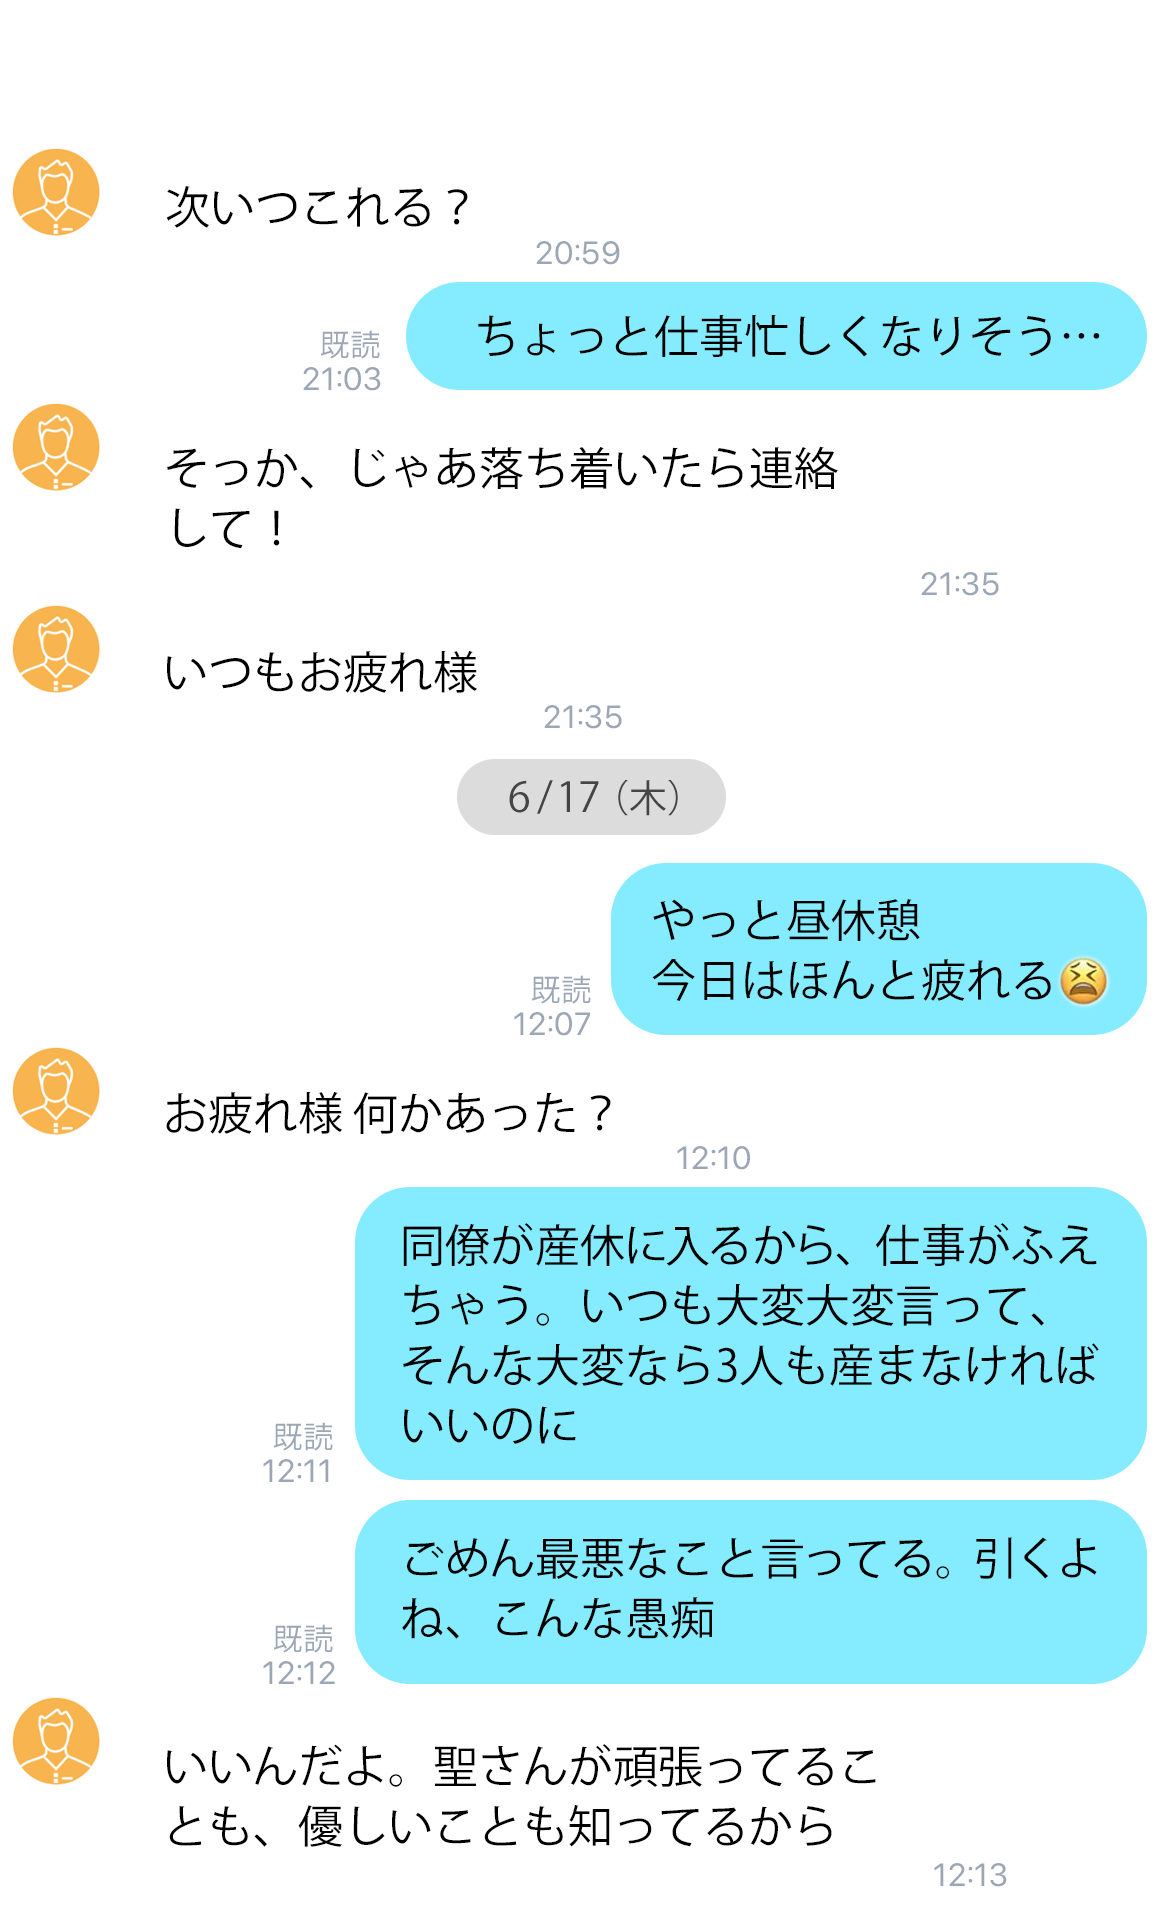 次いつこれる？
20:59
ちょっと仕事忙しくなりそう…
既読
21:03
そっか、じゃあ落ち着いたら連絡
して！
21:35
いつもお疲れ様
21:35
6/17（木）
やっと昼休憩
今日はほんと疲れる😫
既読
12:07
お疲れ様 何かあった？
12:10
同僚が産休に入るから、仕事がふえ
ちゃう。いつも大変大変言って、
そんな大変なら3人も産まなければ
いいのに
既読
12:11
ごめん最悪なこと言ってる。引くよ
ね、こんな愚痴
既読
12:12
いいんだよ。聖さんが頑張ってるこ
とも、優しいことも知ってるから
12:13